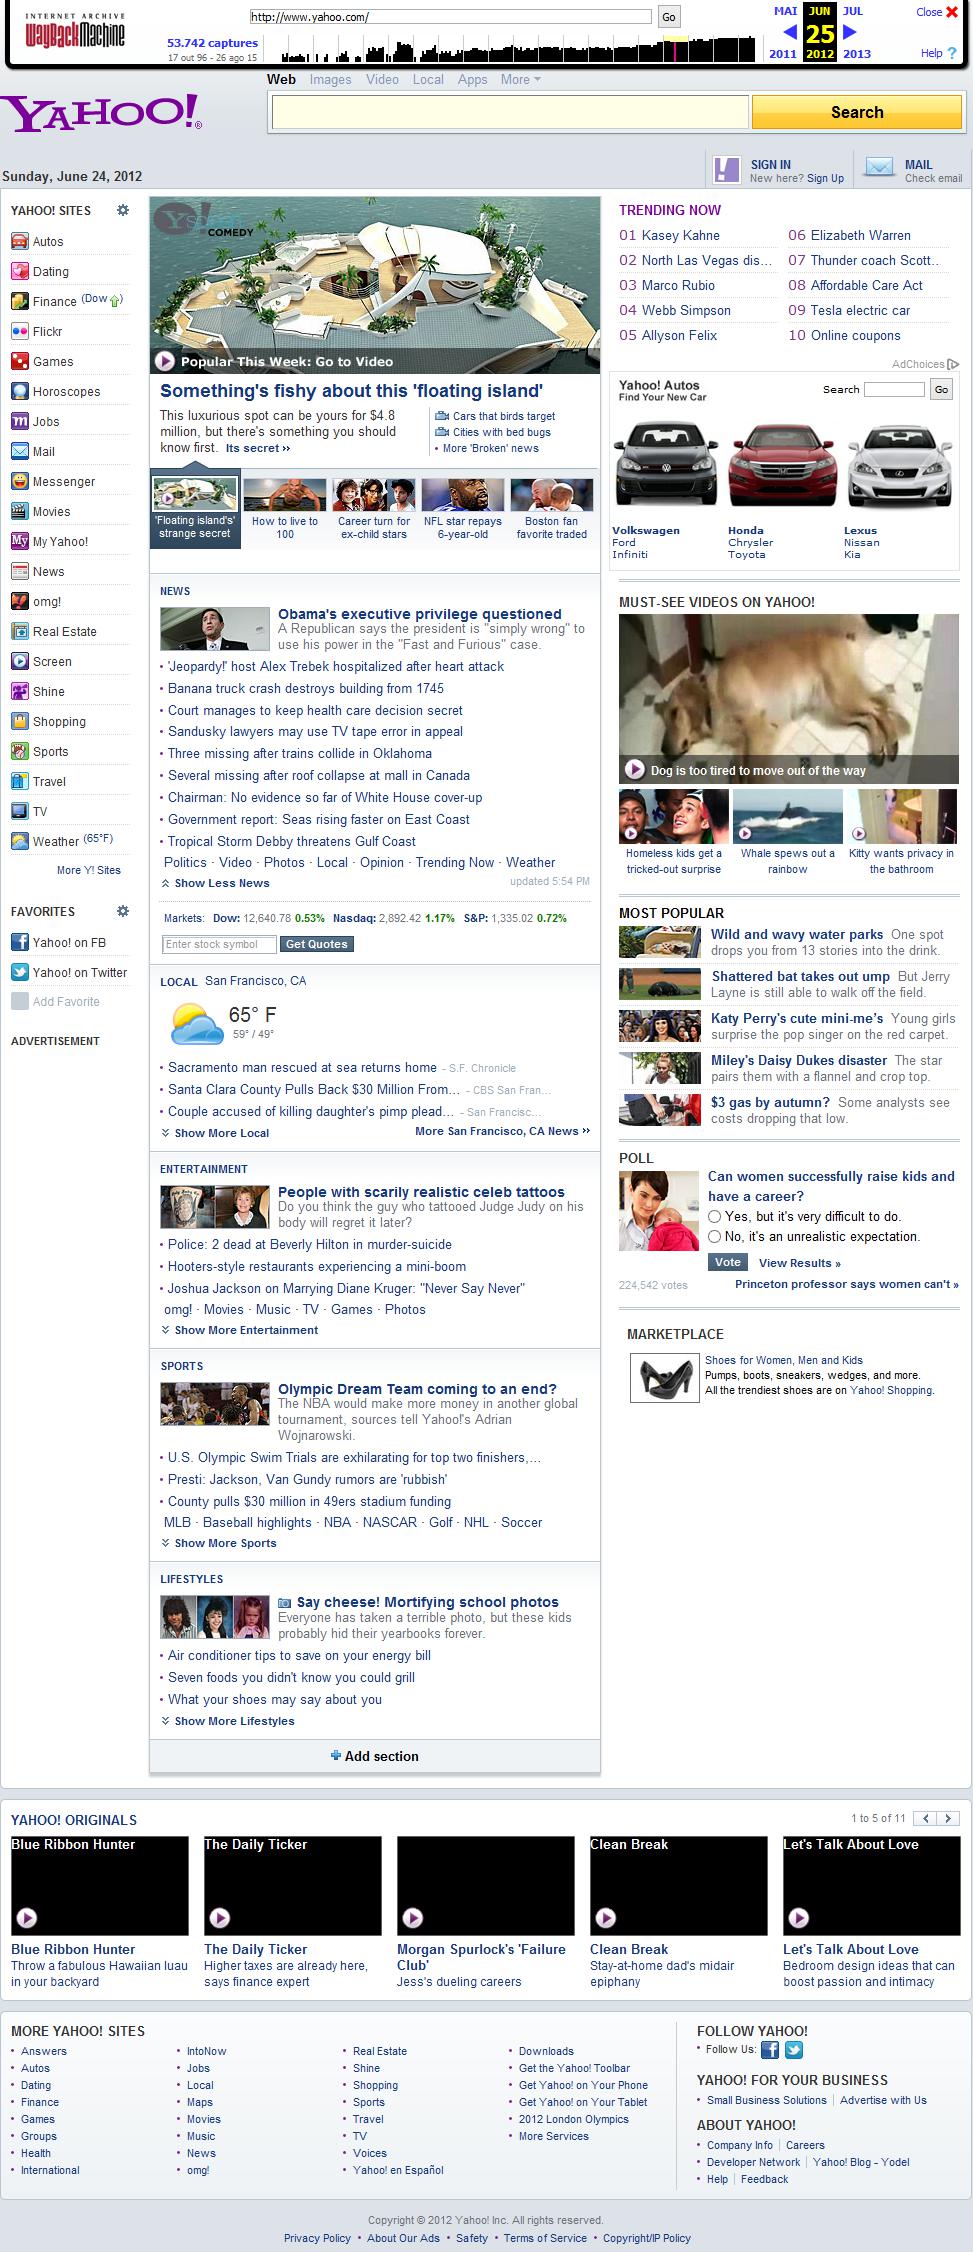 INTERNET ARCHIVE
WayBackMachine
http://www.yahoo.com/
Go
53.742 captures
17 out 96 - 26 ago 15
MAI JUN JUL
25
2011 2012 2013
Close
Help ?
Web Images Video Local Apps More
YAHOO!®
Search
Sunday, June 24, 2012
SIGN IN
New here? Sign Up
MAIL
Check email
YAHOO! SITES
Autos
Dating
Finance (Dow)
Flickr
Games
Horoscopes
Jobs
Mail
Messenger
Movies
My Yahoo!
News
omg!
Real Estate
Screen
Shine
Shopping
Sports
Travel
TV
Weather (65°F)
More Y! Sites
FAVORITES
Yahoo! on FB
Yahoo! on Twitter
Add Favorite
ADVERTISEMENT
COMEDY
Popular This Week: Go to Video
Something's fishy about this 'floating island'
This luxurious spot can be yours for $4.8
million, but there's something you should
know first. Its secret »
Cars that birds target
Cities with bed bugs
• More 'Broken' news
'Floating island's'
strange secret
How to live to
100
Career turn for
ex-child stars
NFL star repays
6-year-old
Boston fan
favorite traded
NEWS
Obama's executive privilege questioned
A Republican says the president is "simply wrong" to
use his power in the "Fast and Furious" case.
• 'Jeopardy!' host Alex Trebek hospitalized after heart attack
• Banana truck crash destroys building from 1745
• Court manages to keep health care decision secret
• Sandusky lawyers may use TV tape error in appeal
• Three missing after trains collide in Oklahoma
• Several missing after roof collapse at mall in Canada
• Chairman: No evidence so far of White House cover-up
• Government report: Seas rising faster on East Coast
• Tropical Storm Debby threatens Gulf Coast
Politics · Video · Photos · Local · Opinion · Trending Now · Weather
Show Less News
updated 5:54 PM
Markets: Dow: 12,640.78 0.53% Nasdaq: 2,892.42 1.17% S&P: 1,335.02 0.72%
Enter stock symbol
Get Quotes
LOCAL San Francisco, CA
65° F
59° / 49°
• Sacramento man rescued at sea returns home - S.F. Chronicle
• Santa Clara County Pulls Back $30 Million From... - CBS San Fran...
• Couple accused of killing daughter's pimp plead... - San Francisc...
Show More Local
More San Francisco, CA News »
ENTERTAINMENT
People with scarily realistic celeb tattoos
Do you think the guy who tattooed Judge Judy on his
body will regret it later?
• Police: 2 dead at Beverly Hilton in murder-suicide
• Hooters-style restaurants experiencing a mini-boom
• Joshua Jackson on Marrying Diane Kruger: "Never Say Never"
omg! · Movies · Music · TV · Games · Photos
Show More Entertainment
SPORTS
Olympic Dream Team coming to an end?
The NBA would make more money in another global
tournament, sources tell Yahoo!'s Adrian
Wojnarowski.
• U.S. Olympic Swim Trials are exhilarating for top two finishers,...
• Presti: Jackson, Van Gundy rumors are 'rubbish'
• County pulls $30 million in 49ers stadium funding
MLB · Baseball highlights · NBA · NASCAR · Golf · NHL · Soccer
Show More Sports
LIFESTYLES
Say cheese! Mortifying school photos
Everyone has taken a terrible photo, but these kids
probably hid their yearbooks forever.
• Air conditioner tips to save on your energy bill
• Seven foods you didn't know you could grill
• What your shoes may say about you
Show More Lifestyles
Add section
TRENDING NOW
01 Kasey Kahne
02 North Las Vegas dis...
03 Marco Rubio
04 Webb Simpson
05 Allyson Felix
06 Elizabeth Warren
07 Thunder coach Scott..
08 Affordable Care Act
09 Tesla electric car
10 Online coupons
AdChoices
Yahoo! Autos
Find Your New Car
Search
Go
Volkswagen
Ford
Infiniti
Honda
Chrysler
Toyota
Lexus
Nissan
Kia
MUST-SEE VIDEOS ON YAHOO!
Dog is too tired to move out of the way
Homeless kids get a
tricked-out surprise
Whale spews out a
rainbow
Kitty wants privacy in
the bathroom
MOST POPULAR
Wild and wavy water parks One spot
drops you from 13 stories into the drink.
Shattered bat takes out ump But Jerry
Layne is still able to walk off the field.
Katy Perry's cute mini-me's Young girls
surprise the pop singer on the red carpet.
Miley's Daisy Dukes disaster The star
pairs them with a flannel and crop top.
$3 gas by autumn? Some analysts see
costs dropping that low.
POLL
Can women successfully raise kids and
have a career?
Yes, but it's very difficult to do.
No, it's an unrealistic expectation.
Vote
View Results »
224,542 votes
Princeton professor says women can't »
MARKETPLACE
Shoes for Women, Men and Kids
Pumps, boots, sneakers, wedges, and more.
All the trendiest shoes are on Yahoo! Shopping.
YAHOO! ORIGINALS
1 to 5 of 11
Blue Ribbon Hunter
The Daily Ticker
Clean Break
Let's Talk About Love
Blue Ribbon Hunter
Throw a fabulous Hawaiian luau
in your backyard
The Daily Ticker
Higher taxes are already here,
says finance expert
Morgan Spurlock's 'Failure
Club'
Jess's dueling careers
Clean Break
Stay-at-home dad's midair
epiphany
Let's Talk About Love
Bedroom design ideas that can
boost passion and intimacy
MORE YAHOO! SITES
• Answers
• Autos
• Dating
• Finance
• Games
• Groups
• Health
• International
• IntoNow
• Jobs
• Local
• Maps
• Movies
• Music
• News
• omg!
• Real Estate
• Shine
• Shopping
• Sports
• Travel
• TV
• Voices
• Yahoo! en Español
• Downloads
• Get the Yahoo! Toolbar
• Get Yahoo! on Your Phone
• Get Yahoo! on Your Tablet
• 2012 London Olympics
• More Services
FOLLOW YAHOO!
• Follow Us:
YAHOO! FOR YOUR BUSINESS
• Small Business Solutions | Advertise with Us
ABOUT YAHOO!
• Company Info | Careers
• Developer Network | Yahoo! Blog - Yodel
• Help | Feedback
Copyright © 2012 Yahoo! Inc. All rights reserved.
Privacy Policy • About Our Ads • Safety • Terms of Service • Copyright/IP Policy